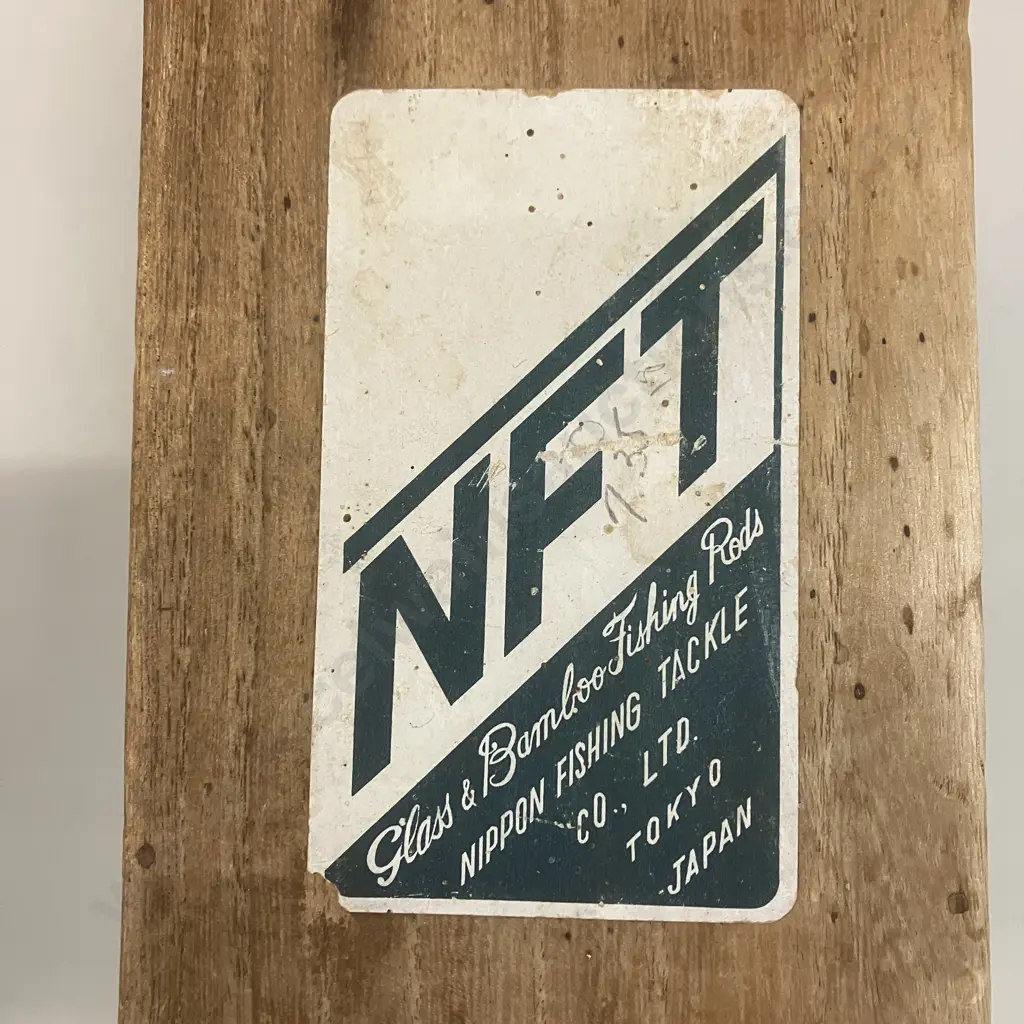 NFT
Glass & Bamboo Fishing Rods
NIPPON FISHING TACKLE
CO., LTD.
TOKYO
JAPAN